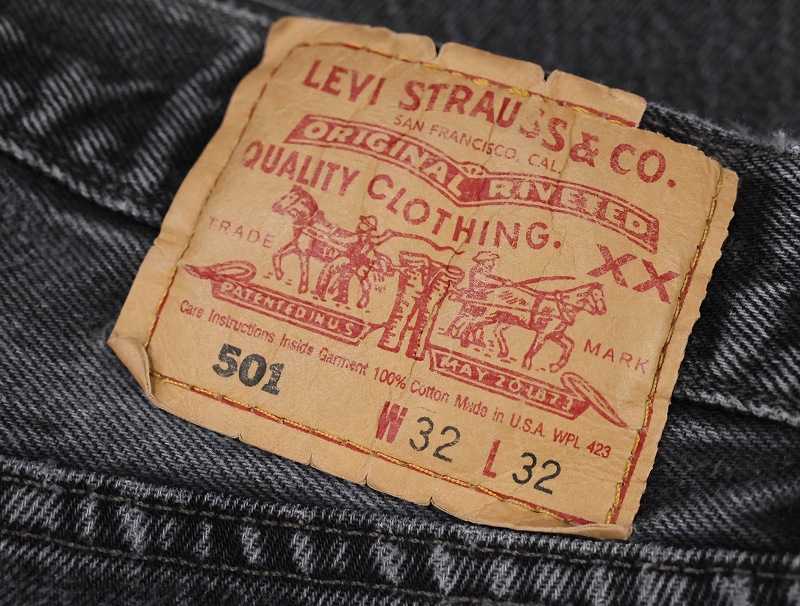 LEVI STRAUSS & CO.
SAN FRANCISCO, CAL.
ORIGINAL RIVETED
QUALITY CLOTHING.
XX
TRADE MARK
PATENTED IN U S
MAY 20 1873
Care Instructions Inside Garment 100% Cotton Made in U.S.A. WPL 423
501
W 32 L 32